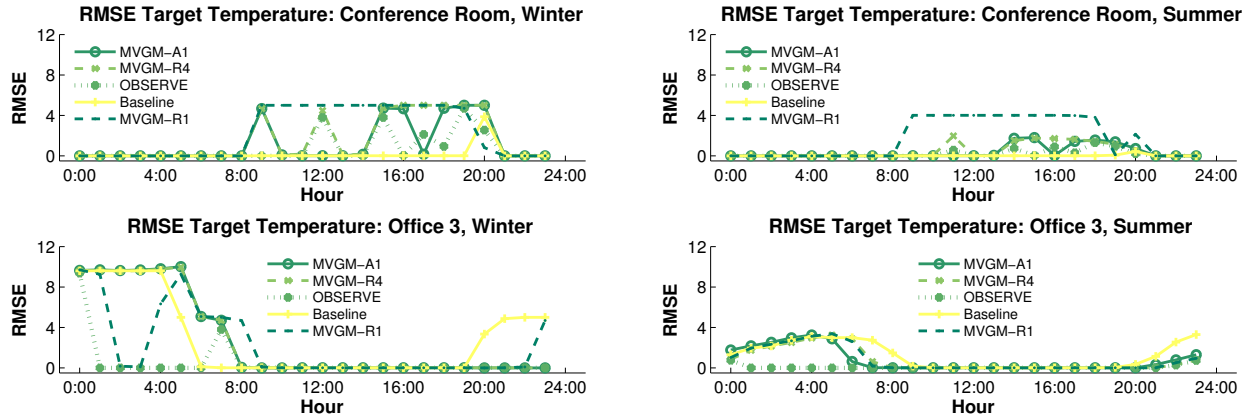 RMSE Target Temperature: Conference Room, Winter
12
8
4
0
RMSE
MVGM-A1
MVGM-R4
OBSERVE
Baseline
MVGM-R1
0:00 4:00 8:00 12:00 16:00 20:00 24:00
Hour
RMSE Target Temperature: Conference Room, Summer
12
8
4
0
RMSE
MVGM-A1
MVGM-R4
OBSERVE
Baseline
MVGM-R1
0:00 4:00 8:00 12:00 16:00 20:00 24:00
Hour
RMSE Target Temperature: Office 3, Winter
12
8
4
0
RMSE
MVGM-A1
MVGM-R4
OBSERVE
Baseline
MVGM-R1
0:00 4:00 8:00 12:00 16:00 20:00 24:00
Hour
RMSE Target Temperature: Office 3, Summer
12
8
4
0
RMSE
MVGM-A1
MVGM-R4
OBSERVE
Baseline
MVGM-R1
0:00 4:00 8:00 12:00 16:00 20:00 24:00
Hour